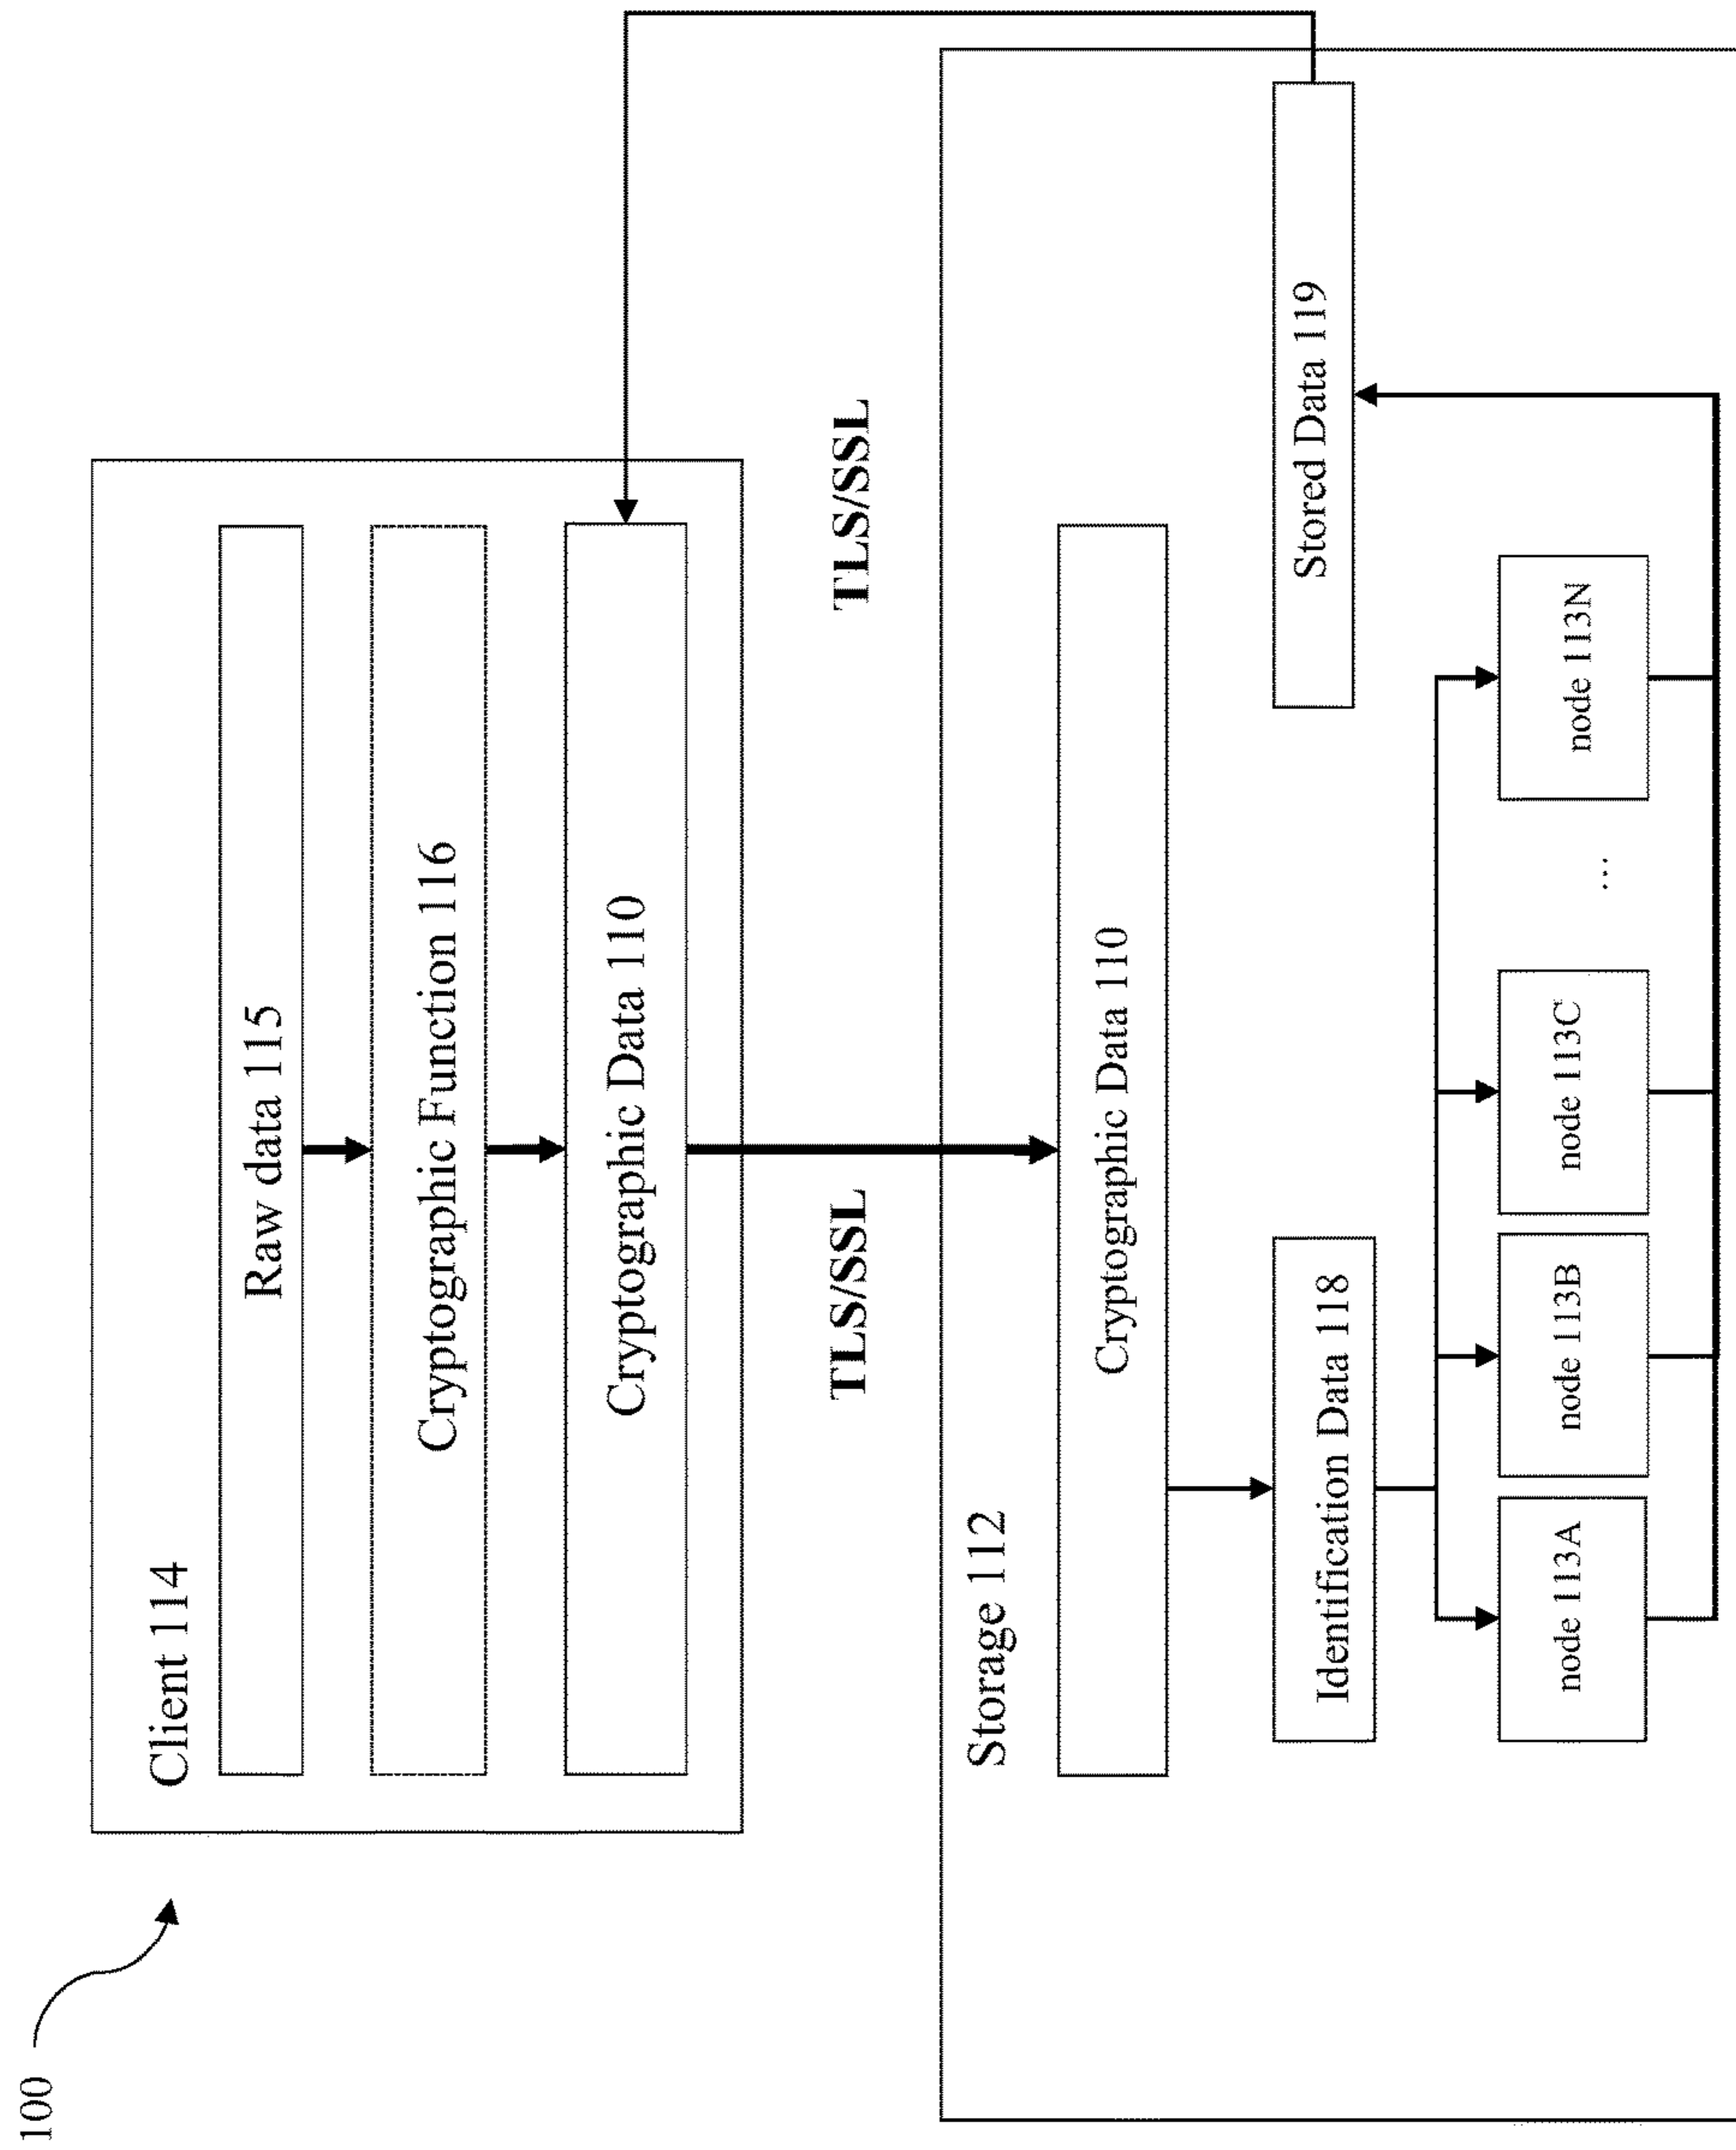 100
Client 114
Raw data 115
Cryptographic Function 116
Cryptographic Data 110
TLS/SSL
TLS/SSL
Storage 112
Cryptographic Data 110
Identification Data 118
Stored Data 119
node 113A
node 113B
node 113C
...
node 113N